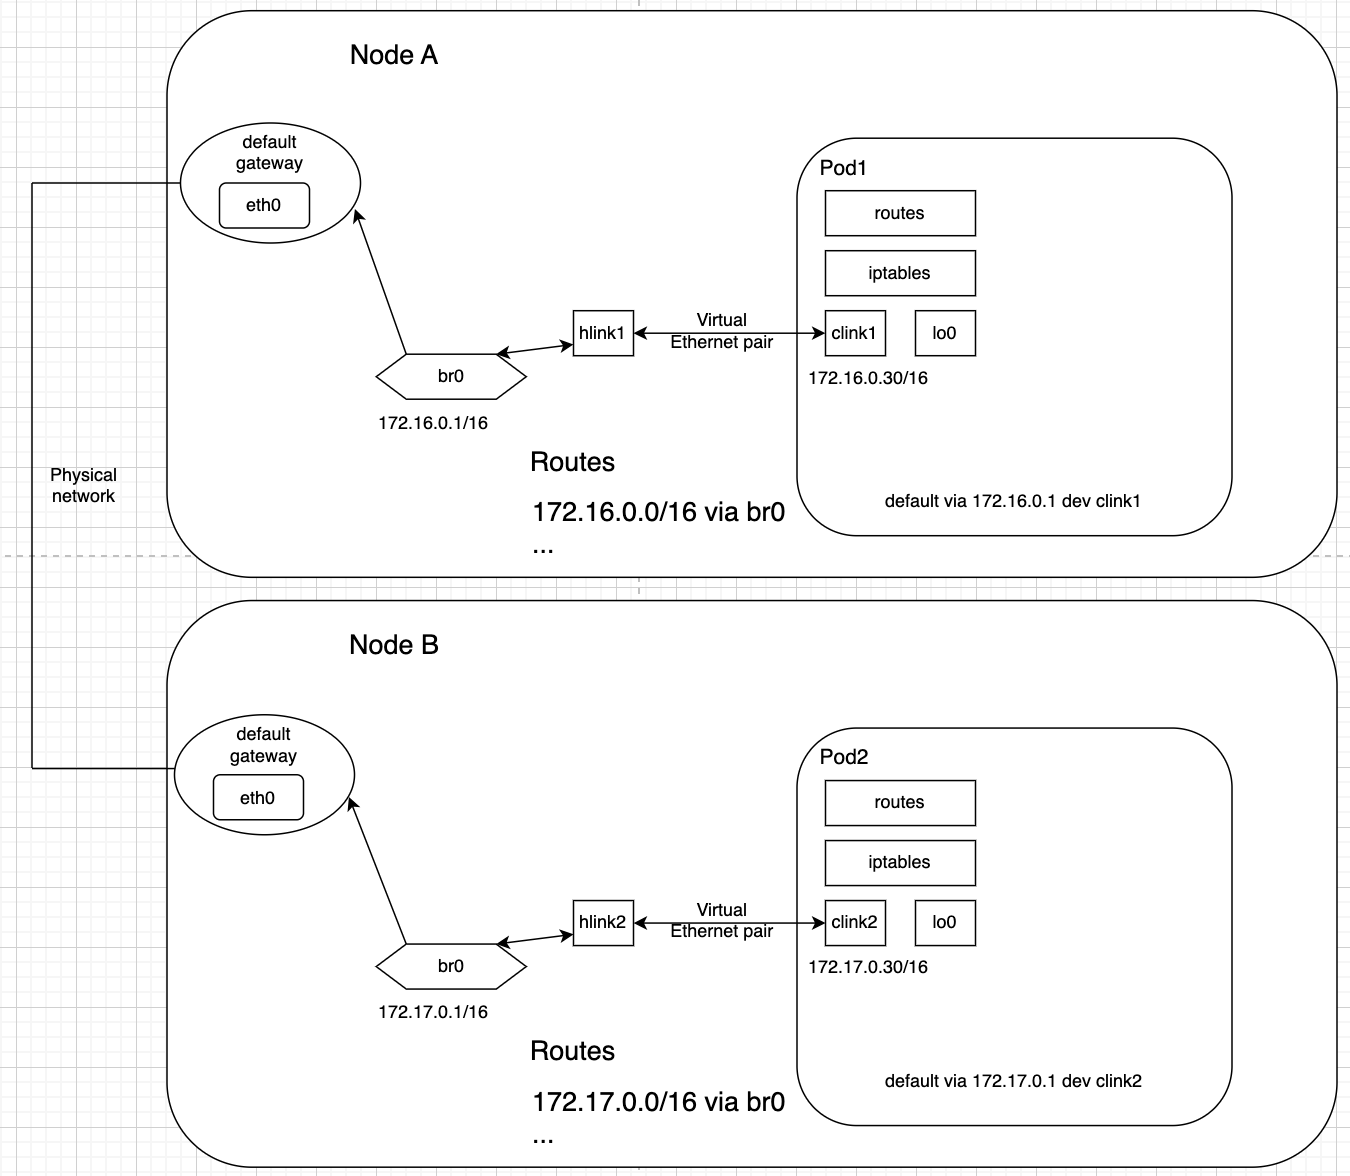 Node A
default
gateway
eth0
Pod1
routes
iptables
hlink1
Virtual
Ethernet pair
clink1
lo0
172.16.0.30/16
br0
172.16.0.1/16
Routes
172.16.0.0/16 via br0
...
default via 172.16.0.1 dev clink1
Physical
network
Node B
default
gateway
eth0
Pod2
routes
iptables
hlink2
Virtual
Ethernet pair
clink2
lo0
172.17.0.30/16
br0
172.17.0.1/16
Routes
172.17.0.0/16 via br0
...
default via 172.17.0.1 dev clink2